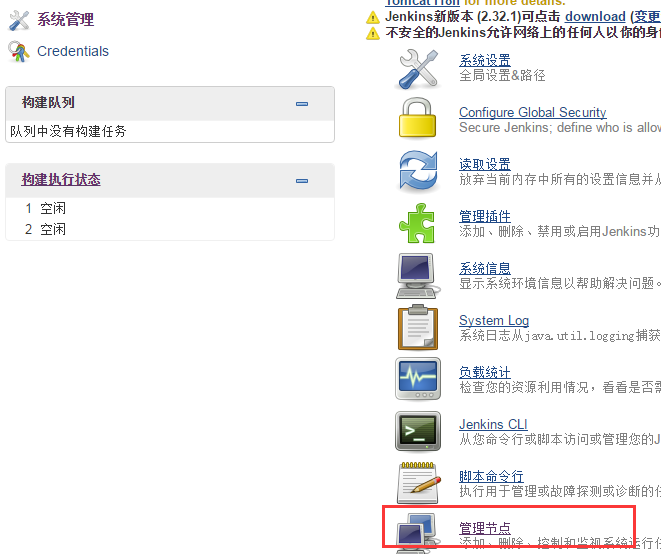 系统管理
Credentials
构建队列
队列中没有构建任务
构建执行状态
1 空闲
2 空闲
for more details.
Jenkins新版本 (2.32.1)可点击 download (变更
不安全的Jenkins允许网络上的任何人以你的身
系统设置
全局设置&路径
Configure Global Security
Secure Jenkins; define who is allow
读取设置
放弃当前内存中所有的设置信息并从
管理插件
添加、删除、禁用或启用Jenkins功
系统信息
显示系统环境信息以帮助解决问题。
System Log
系统日志从java.util.logging捕获
负载统计
检查您的资源利用情况，看看是否需
Jenkins CLI
从您命令行或脚本访问或管理您的J
脚本命令行
执行用于管理或故障探测或诊断的任
管理节点
添加、删除、控制和监视系统运行任